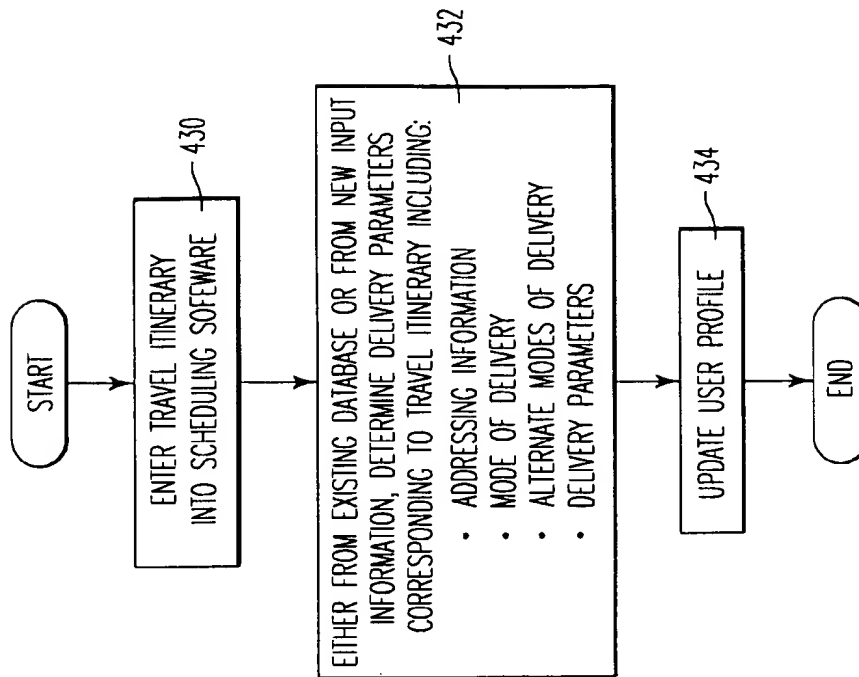 START
ENTER TRAVEL ITINERARY
INTO SCHEDULING SOFEWARE
430
EITHER FROM EXISTING DATABASE OR FROM NEW INPUT
INFORMATION, DETERMINE DELIVERY PARAMETERS
CORRESPONDING TO TRAVEL ITINERARY INCLUDING:
• ADDRESSING INFORMATION
• MODE OF DELIVERY
• ALTERNATE MODES OF DELIVERY
• DELIVERY PARAMETERS
432
UPDATE USER PROFILE
434
END